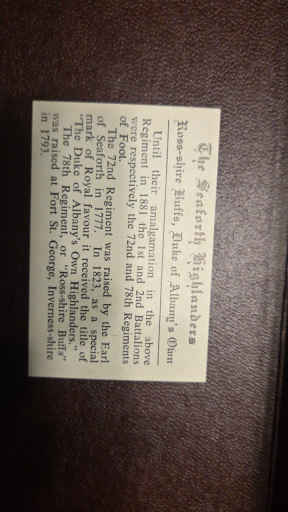 The Seaforth Highlanders
Ross-shire Buffs, Duke of Albany's Own
Until their amalgamation in the above
Regiment in 1881 the 1st and 2nd Battalions
were respectively the 72nd and 78th Regiments
of Foot.
The 72nd Regiment was raised by the Earl
of Seaforth in 1777. In 1823, as a special
mark of Royal favour it received the title of
"The Duke of Albany's Own Highlanders."
The 78th Regiment or "Ross-shire Buffs"
was raised at Fort St. George, Inverness-shire
in 1793.